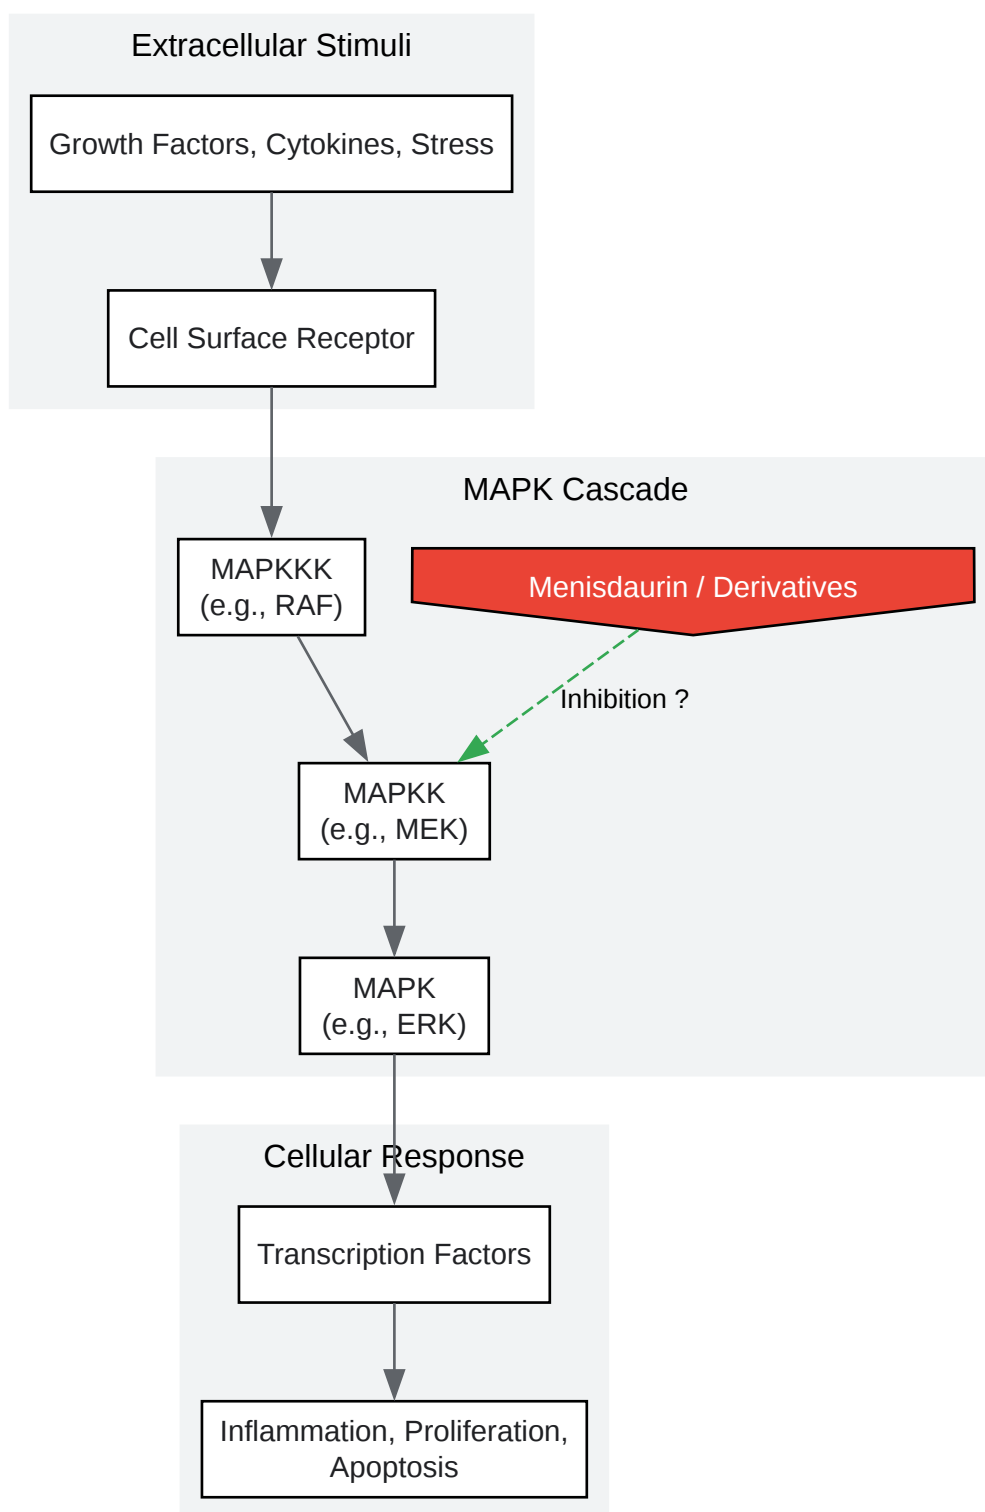 Extracellular Stimuli
Growth Factors, Cytokines, Stress
Cell Surface Receptor
MAPK Cascade
MAPKKK
(e.g., RAF)
Menisdaurin / Derivatives
Inhibition ?
MAPKK
(e.g., MEK)
MAPK
(e.g., ERK)
Cellular Response
Transcription Factors
Inflammation, Proliferation,
Apoptosis